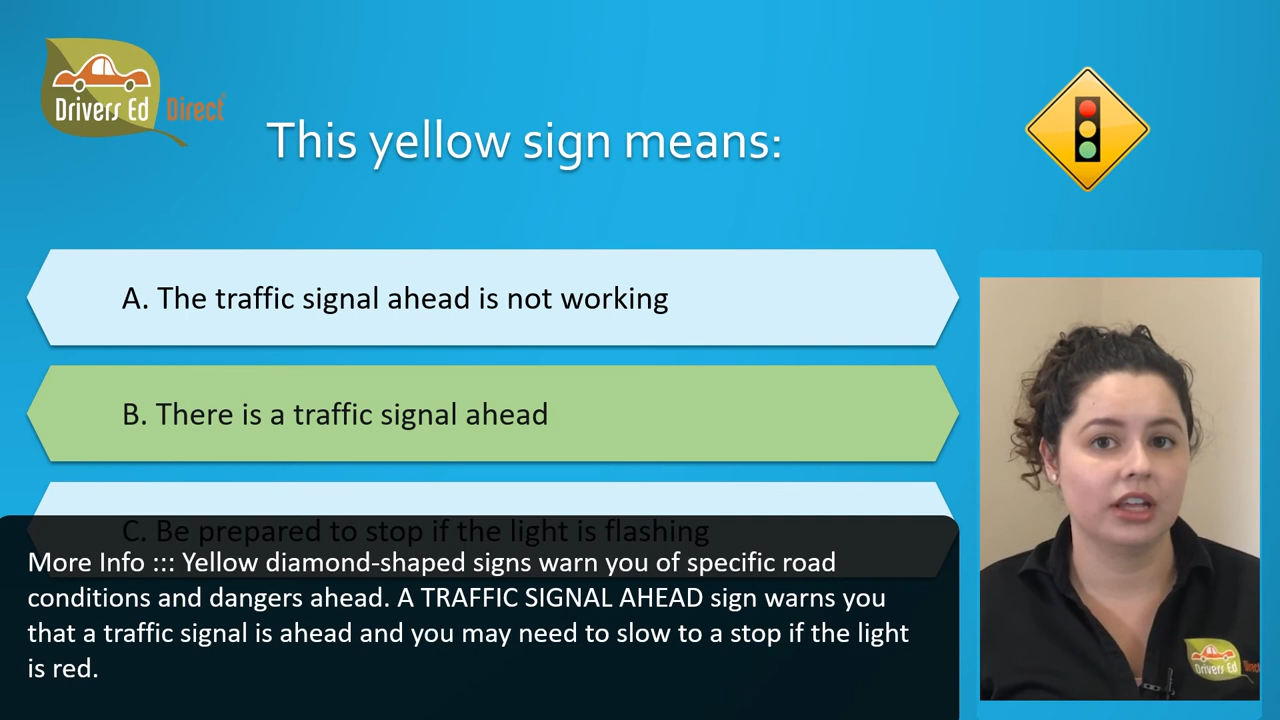 Drivers Ed Direct
This yellow sign means:
A. The traffic signal ahead is not working
B. There is a traffic signal ahead
C. Be prepared to stop if the light is flashing
More Info ::: Yellow diamond-shaped signs warn you of specific road
conditions and dangers ahead. A TRAFFIC SIGNAL AHEAD sign warns you
that a traffic signal is ahead and you may need to slow to a stop if the light
is red.
Drivers Ed Direct